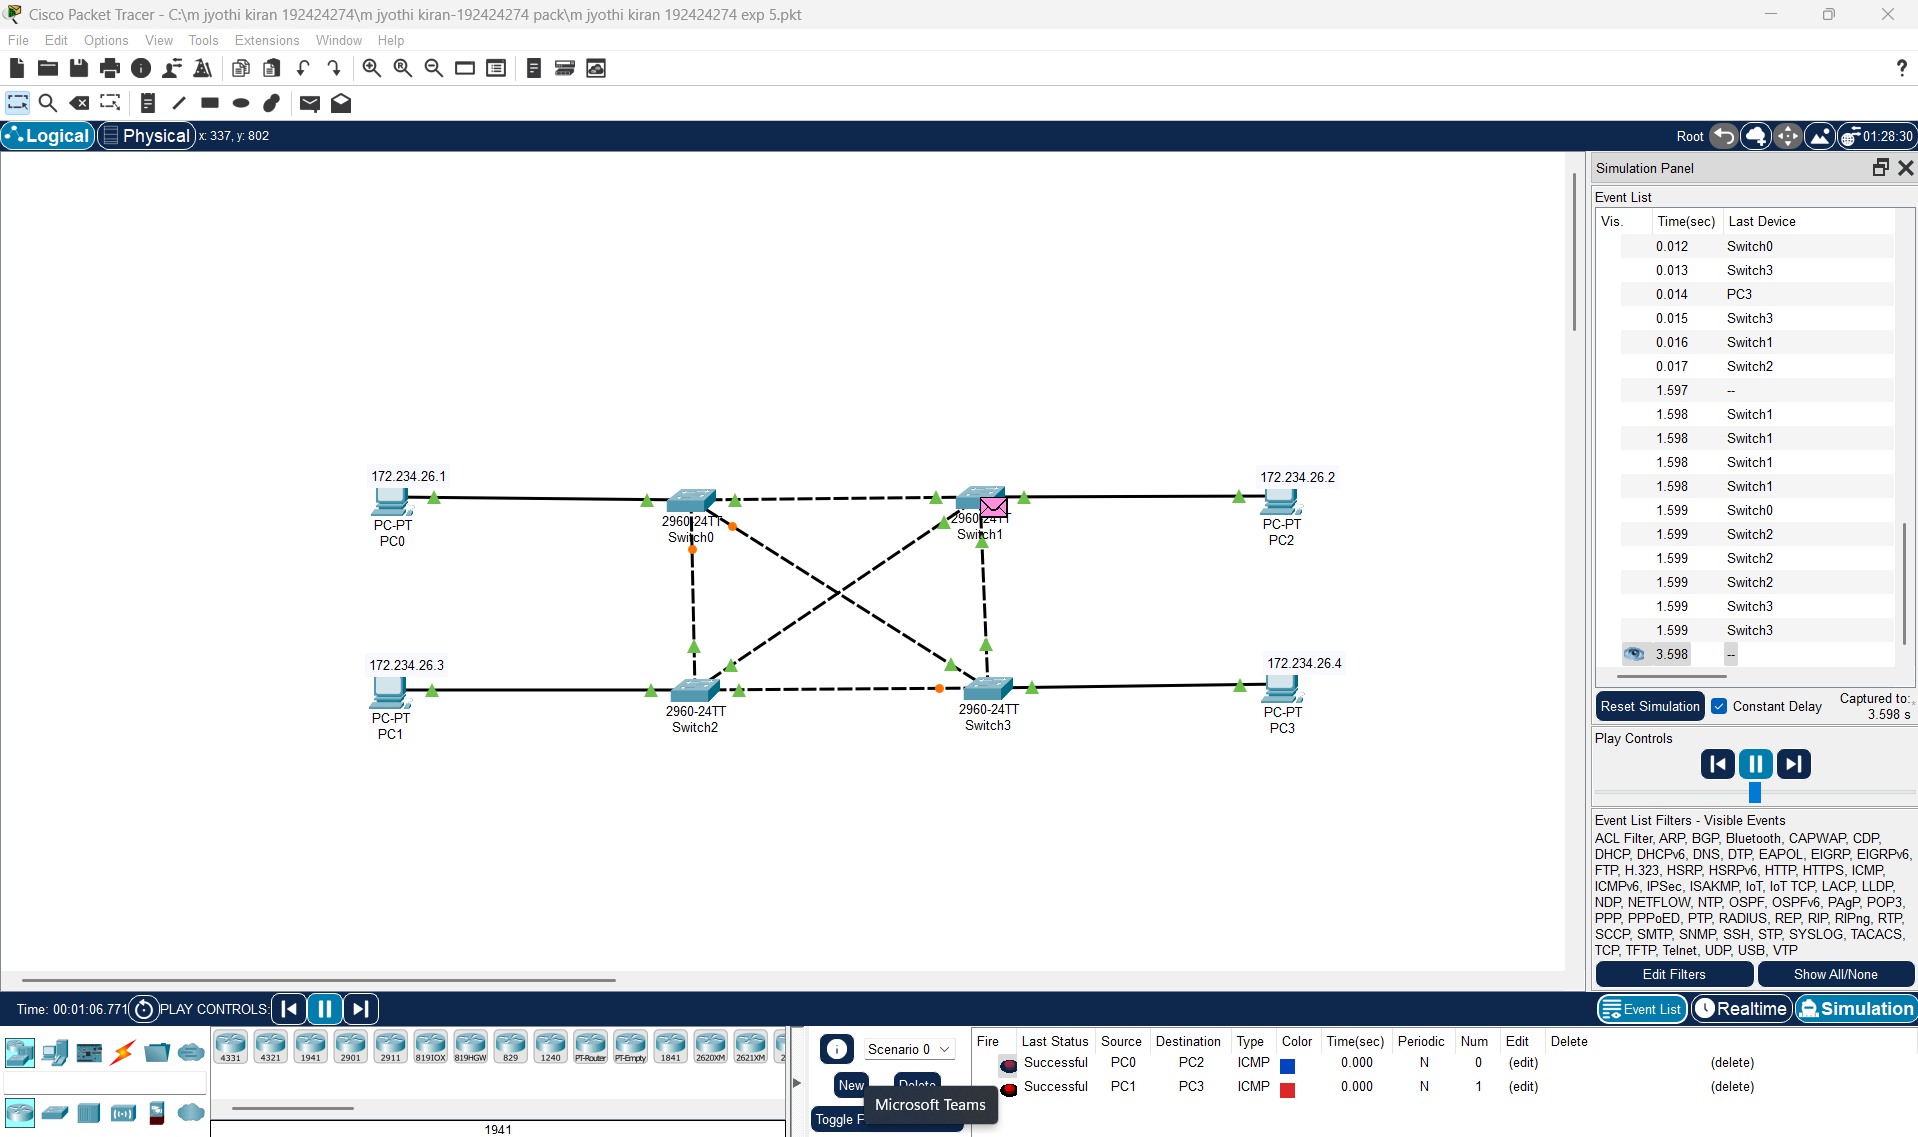 Cisco Packet Tracer - C:\m jyothi kiran 192424274\m jyothi kiran-192424274 pack\m jyothi kiran 192424274 exp 5.pkt
File Edit Options View Tools Extensions Window Help
?
Logical Physical x: 337, y: 802
Root 01:28:30
172.234.26.1
PC-PT
PC0
2960-24TT
Switch0
2960-24TT
Switch1
172.234.26.2
PC-PT
PC2
172.234.26.3
PC-PT
PC1
2960-24TT
Switch2
2960-24TT
Switch3
172.234.26.4
PC-PT
PC3
Simulation Panel
Event List
Vis. Time(sec) Last Device
0.012 Switch0
0.013 Switch3
0.014 PC3
0.015 Switch3
0.016 Switch1
0.017 Switch2
1.597 --
1.598 Switch1
1.598 Switch1
1.598 Switch1
1.598 Switch1
1.599 Switch0
1.599 Switch2
1.599 Switch2
1.599 Switch2
1.599 Switch3
1.599 Switch3
3.598 --
Reset Simulation Constant Delay Captured to:
3.598 s
Play Controls
Event List Filters - Visible Events
ACL Filter, ARP, BGP, Bluetooth, CAPWAP, CDP,
DHCP, DHCPv6, DNS, DTP, EAPOL, EIGRP, EIGRPv6,
FTP, H.323, HSRP, HSRPv6, HTTP, HTTPS, ICMP,
ICMPv6, IPSec, ISAKMP, IoT, IoT TCP, LACP, LLDP,
NDP, NETFLOW, NTP, OSPF, OSPFv6, PAgP, POP3,
PPP, PPPoED, PTP, RADIUS, REP, RIP, RIPng, RTP,
SCCP, SMTP, SNMP, SSH, STP, SYSLOG, TACACS,
TCP, TFTP, Telnet, UDP, USB, VTP
Edit Filters Show All/None
Time: 00:01:06.771 PLAY CONTROLS:
Event List Realtime Simulation
4331 4321 1941 2901 2911 819IOX 819HGW 829 1240 PT-Router PT-Empty 1841 2620XM 2621XM 2
1941
Scenario 0
New Delete
Toggle P
Microsoft Teams
Fire Last Status Source Destination Type Color Time(sec) Periodic Num Edit Delete
Successful PC0 PC2 ICMP 0.000 N 0 (edit) (delete)
Successful PC1 PC3 ICMP 0.000 N 1 (edit) (delete)